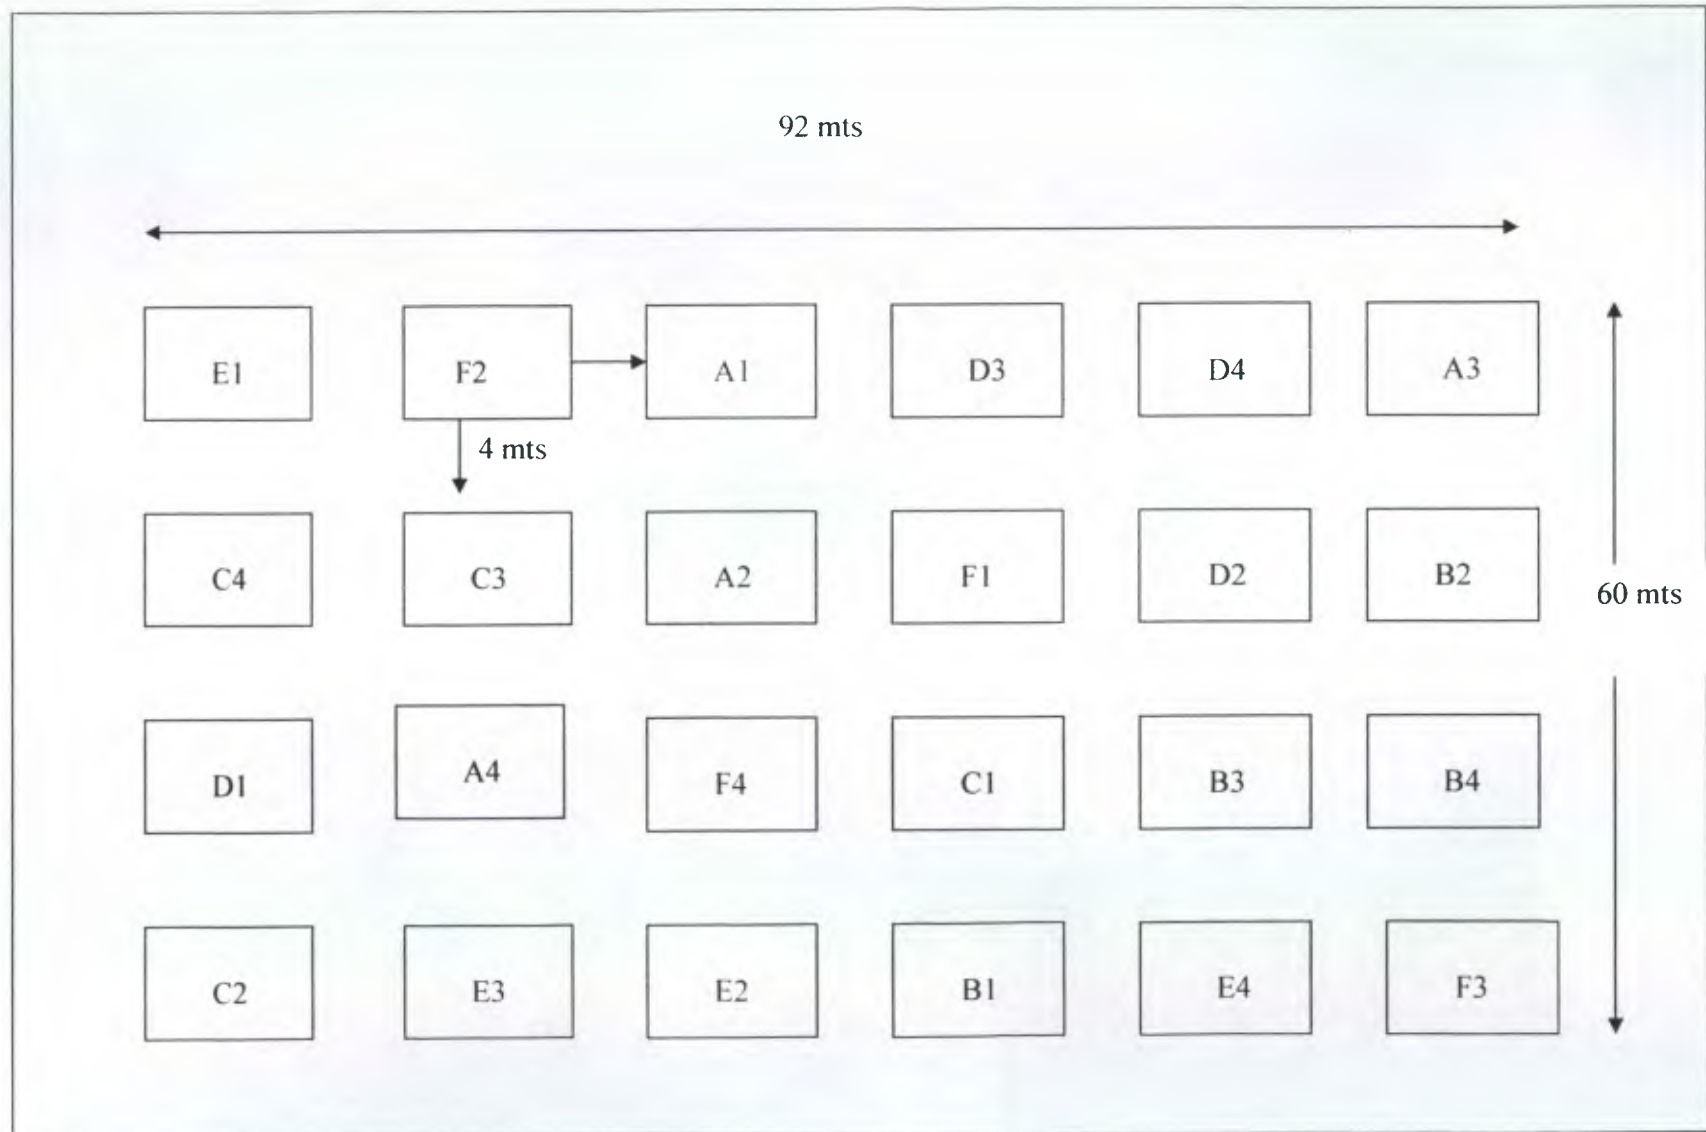 92 mts
E1 F2 A1 D3 D4 A3
4 mts
C4 C3 A2 F1 D2 B2
60 mts
D1 A4 F4 C1 B3 B4
C2 E3 E2 B1 E4 F3